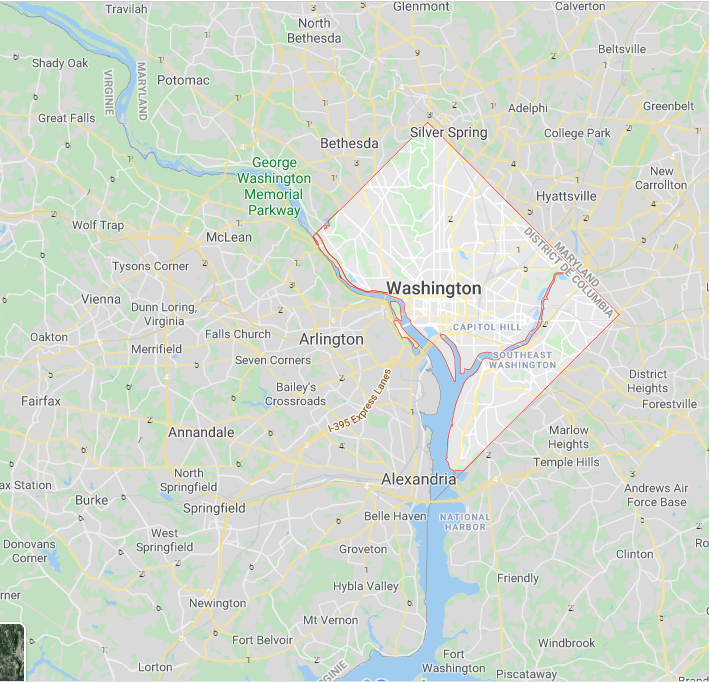 Travilah
Glenmont
Calverton
North
Bethesda
Beltsville
Shady Oak
Potomac
MARYLAND
VIRGINIE
Great Falls
Adelphi
Greenbelt
Silver Spring
College Park
Bethesda
George
Washington
Memorial
Parkway
New
Carrollton
Hyattsville
Wolf Trap
McLean
MARYLAND
DISTRICT DE COLUMBIA
Tysons Corner
Washington
Vienna
Dunn Loring,
Virginia
CAPITOL HILL
Oakton
Falls Church
Arlington
Merrifield
Seven Corners
SOUTHEAST
WASHINGTON
Bailey's
Crossroads
District
Heights
Fairfax
I-395 Express Lanes
Forestville
Annandale
Marlow
Heights
Temple Hills
North
Springfield
Alexandria
ax Station
Burke
Springfield
Andrews Air
Force Base
Belle Haven
NATIONAL
HARBOR
West
Springfield
Donovans
Corner
Groveton
Clinton
Ro
Hybla Valley
Friendly
rner
Newington
Mt Vernon
Fort Belvoir
Windbrook
Lorton
GINIE
Fort
Washington
Piscataway
Brand